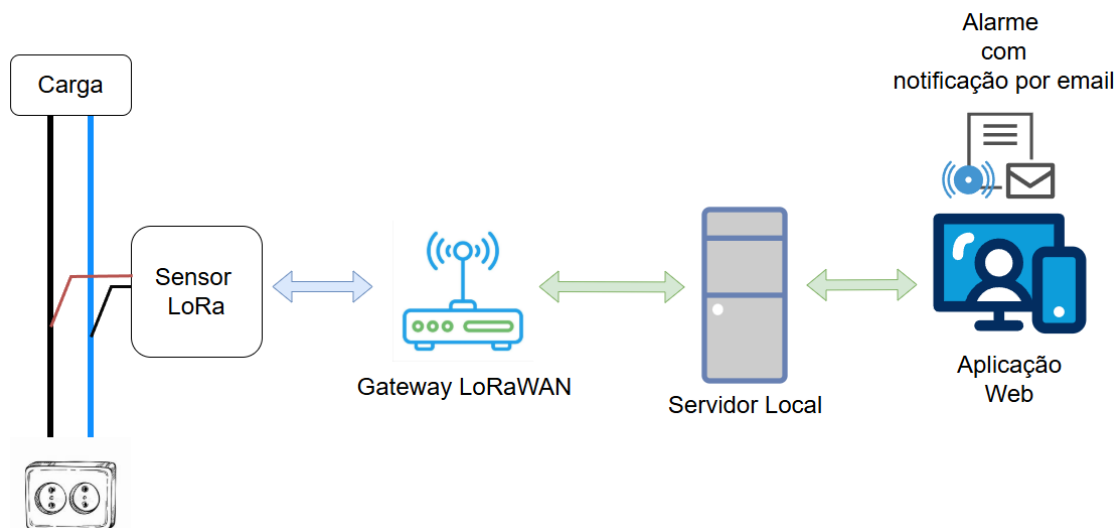 Alarme
com
notificação por email
Carga
Sensor
LoRa
Gateway LoRaWAN
Servidor Local
Aplicação
Web